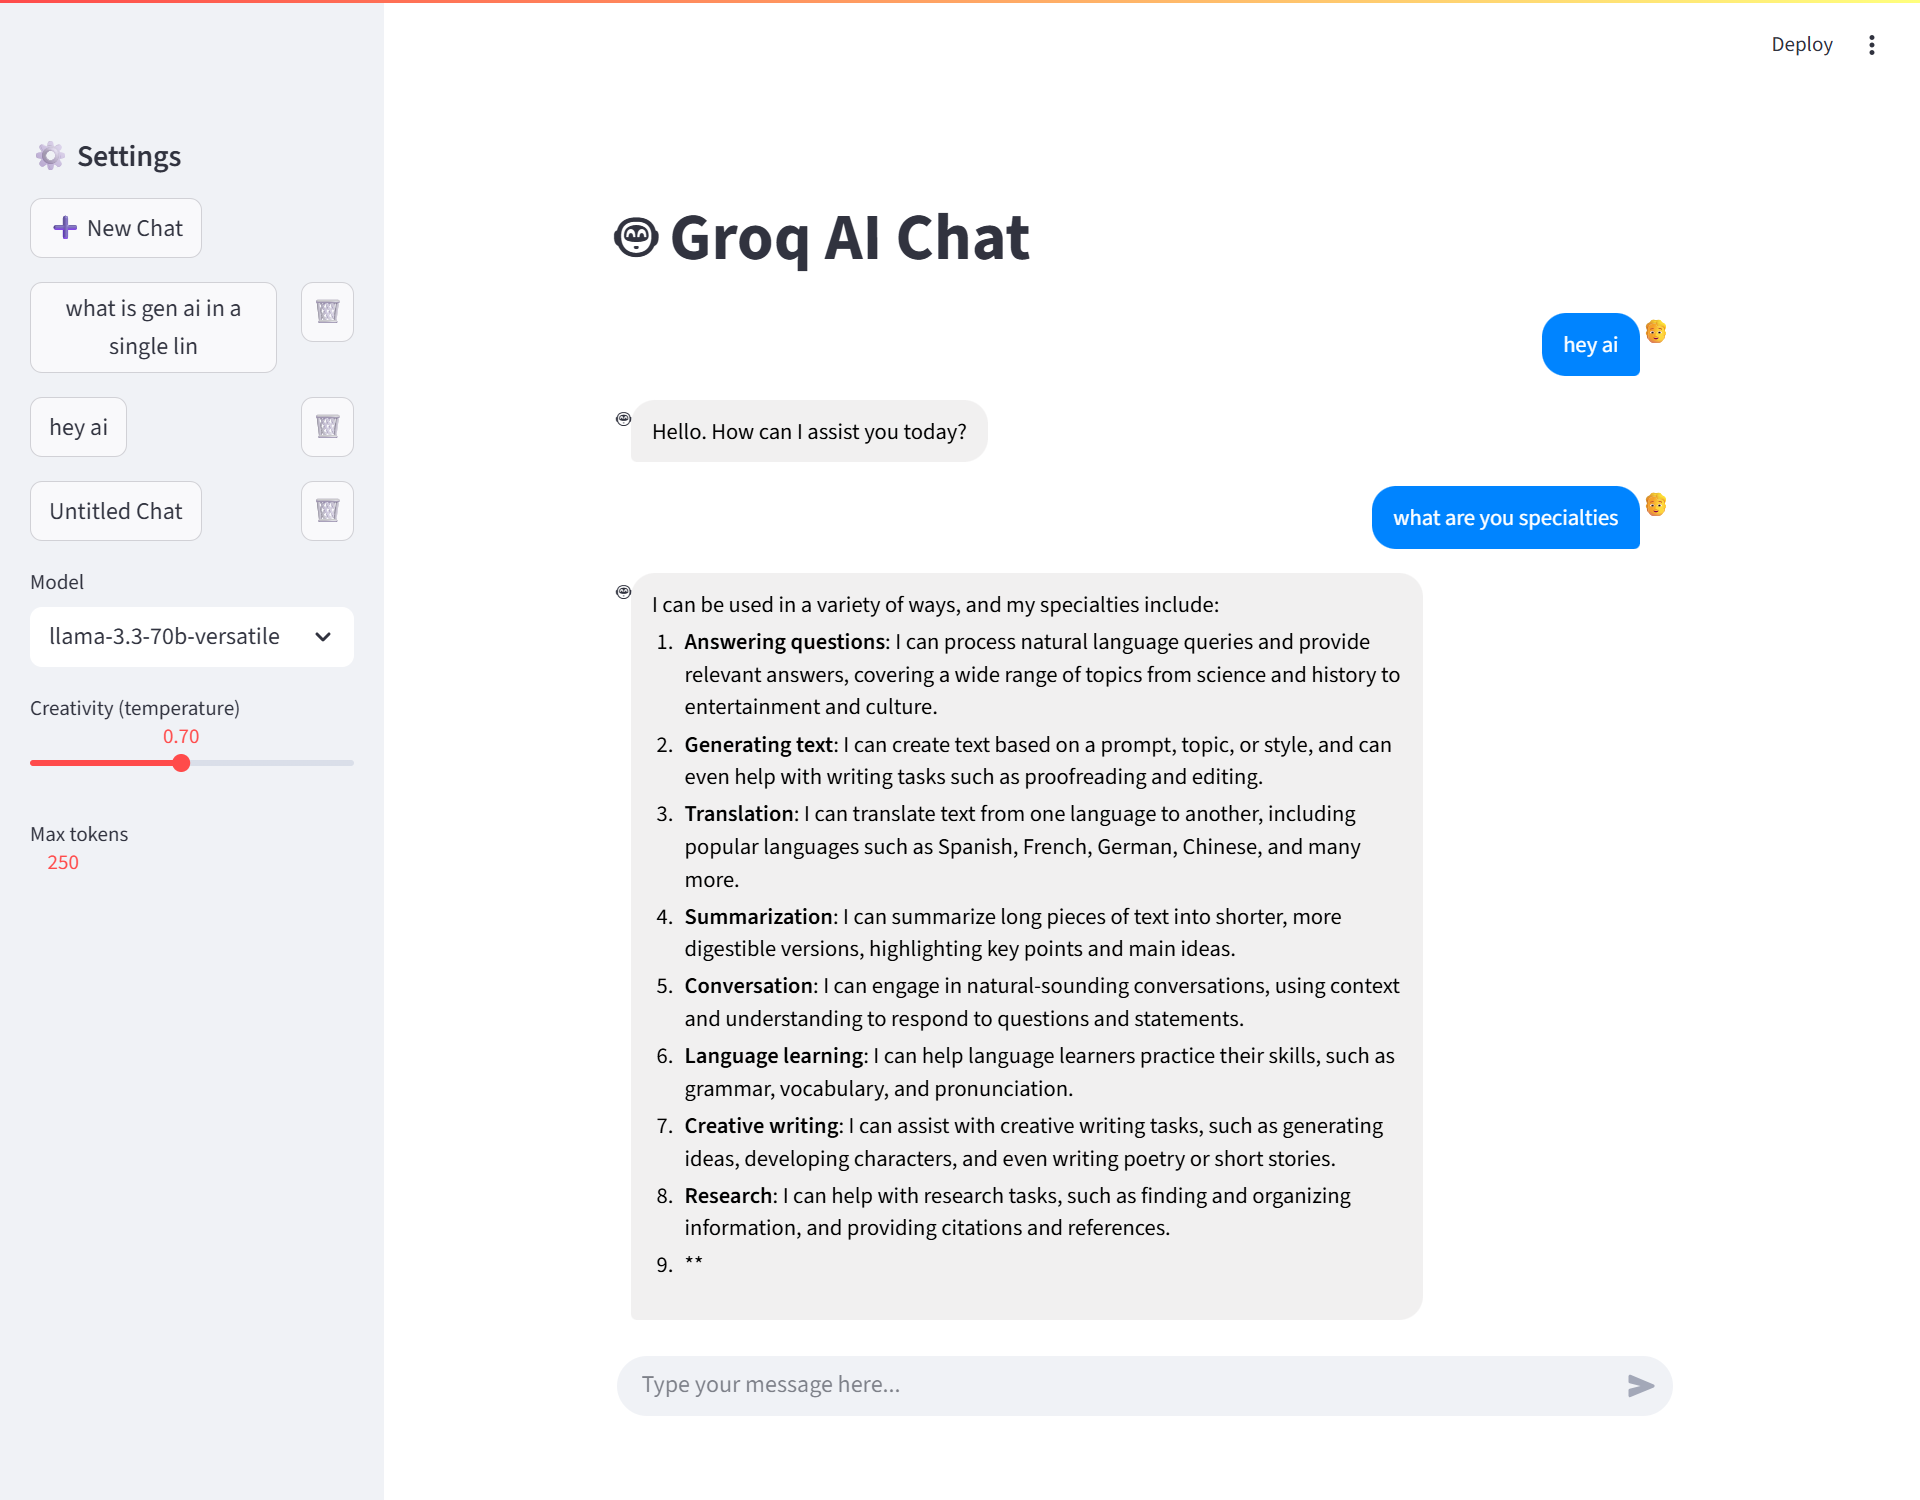 Deploy
Settings
New Chat
what is gen ai in a
single lin
hey ai
Untitled Chat
Model
llama-3.3-70b-versatile
Creativity (temperature)
0.70
Max tokens
250
Groq AI Chat
hey ai
Hello. How can I assist you today?
what are you specialties
I can be used in a variety of ways, and my specialties include:
1. Answering questions: I can process natural language queries and provide
relevant answers, covering a wide range of topics from science and history to
entertainment and culture.
2. Generating text: I can create text based on a prompt, topic, or style, and can
even help with writing tasks such as proofreading and editing.
3. Translation: I can translate text from one language to another, including
popular languages such as Spanish, French, German, Chinese, and many
more.
4. Summarization: I can summarize long pieces of text into shorter, more
digestible versions, highlighting key points and main ideas.
5. Conversation: I can engage in natural-sounding conversations, using context
and understanding to respond to questions and statements.
6. Language learning: I can help language learners practice their skills, such as
grammar, vocabulary, and pronunciation.
7. Creative writing: I can assist with creative writing tasks, such as generating
ideas, developing characters, and even writing poetry or short stories.
8. Research: I can help with research tasks, such as finding and organizing
information, and providing citations and references.
9. **
Type your message here...